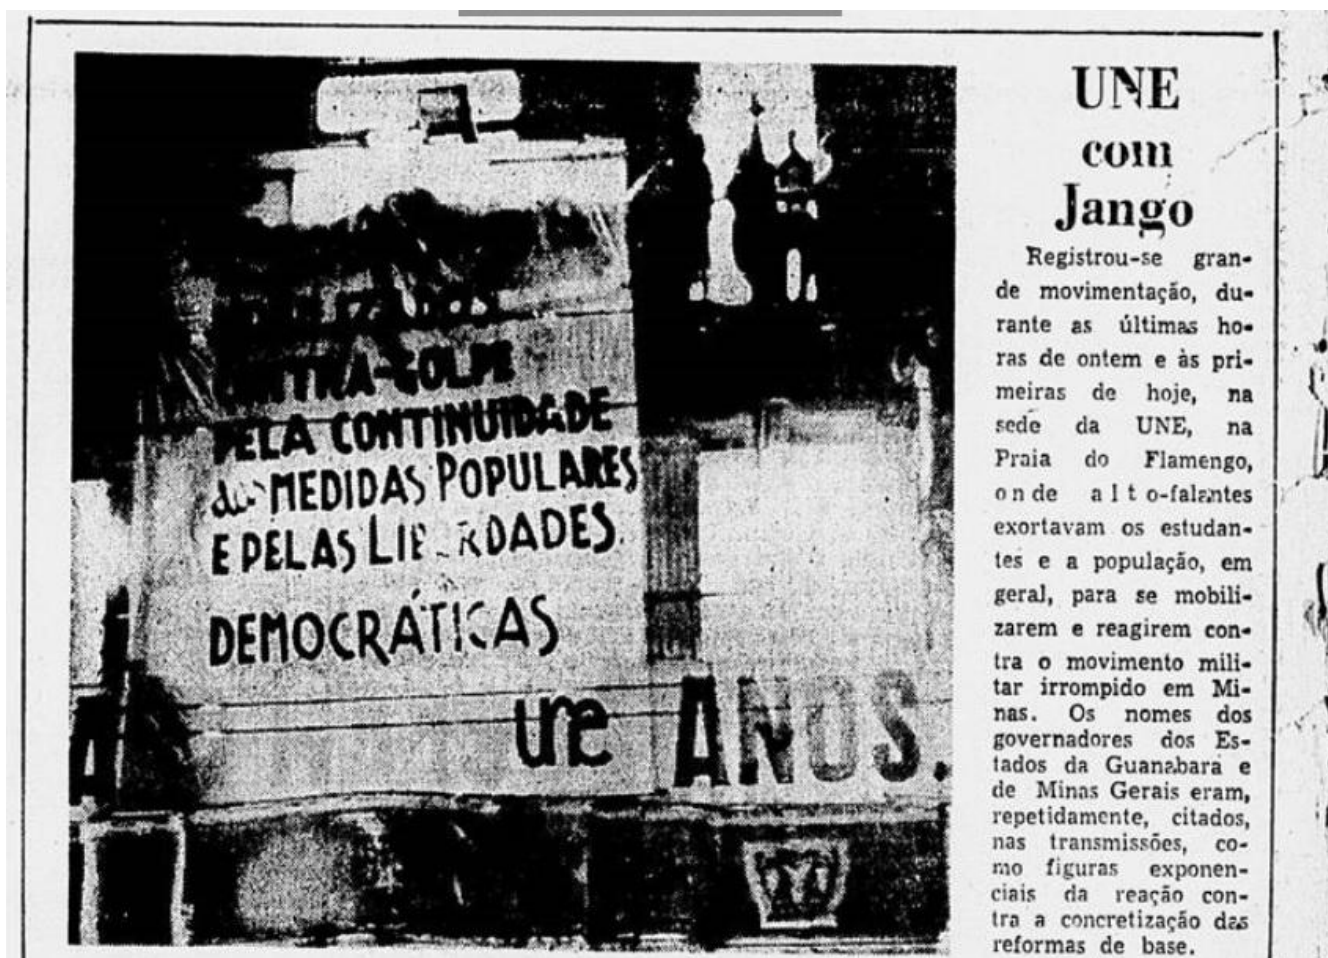 CONTRA-GOLPE
PELA CONTINUIDADE
das MEDIDAS POPULARES
E PELAS LIBERDADES
DEMOCRÁTICAS
une
ANOS.
UNE
com
Jango
Registrou-se gran-
de movimentação, du-
rante as últimas ho-
ras de ontem e às pri-
meiras de hoje, na
sede da UNE, na
Praia do Flamengo,
onde alto-falantes
exortavam os estudan-
tes e a população, em
geral, para se mobili-
zarem e reagirem con-
tra o movimento mili-
tar irrompido em Mi-
nas. Os nomes dos
governadores dos Es-
tados da Guanabara e
de Minas Gerais eram,
repetidamente, citados,
nas transmissões, co-
mo figuras exponen-
ciais da reação con-
tra a concretização das
reformas de base.